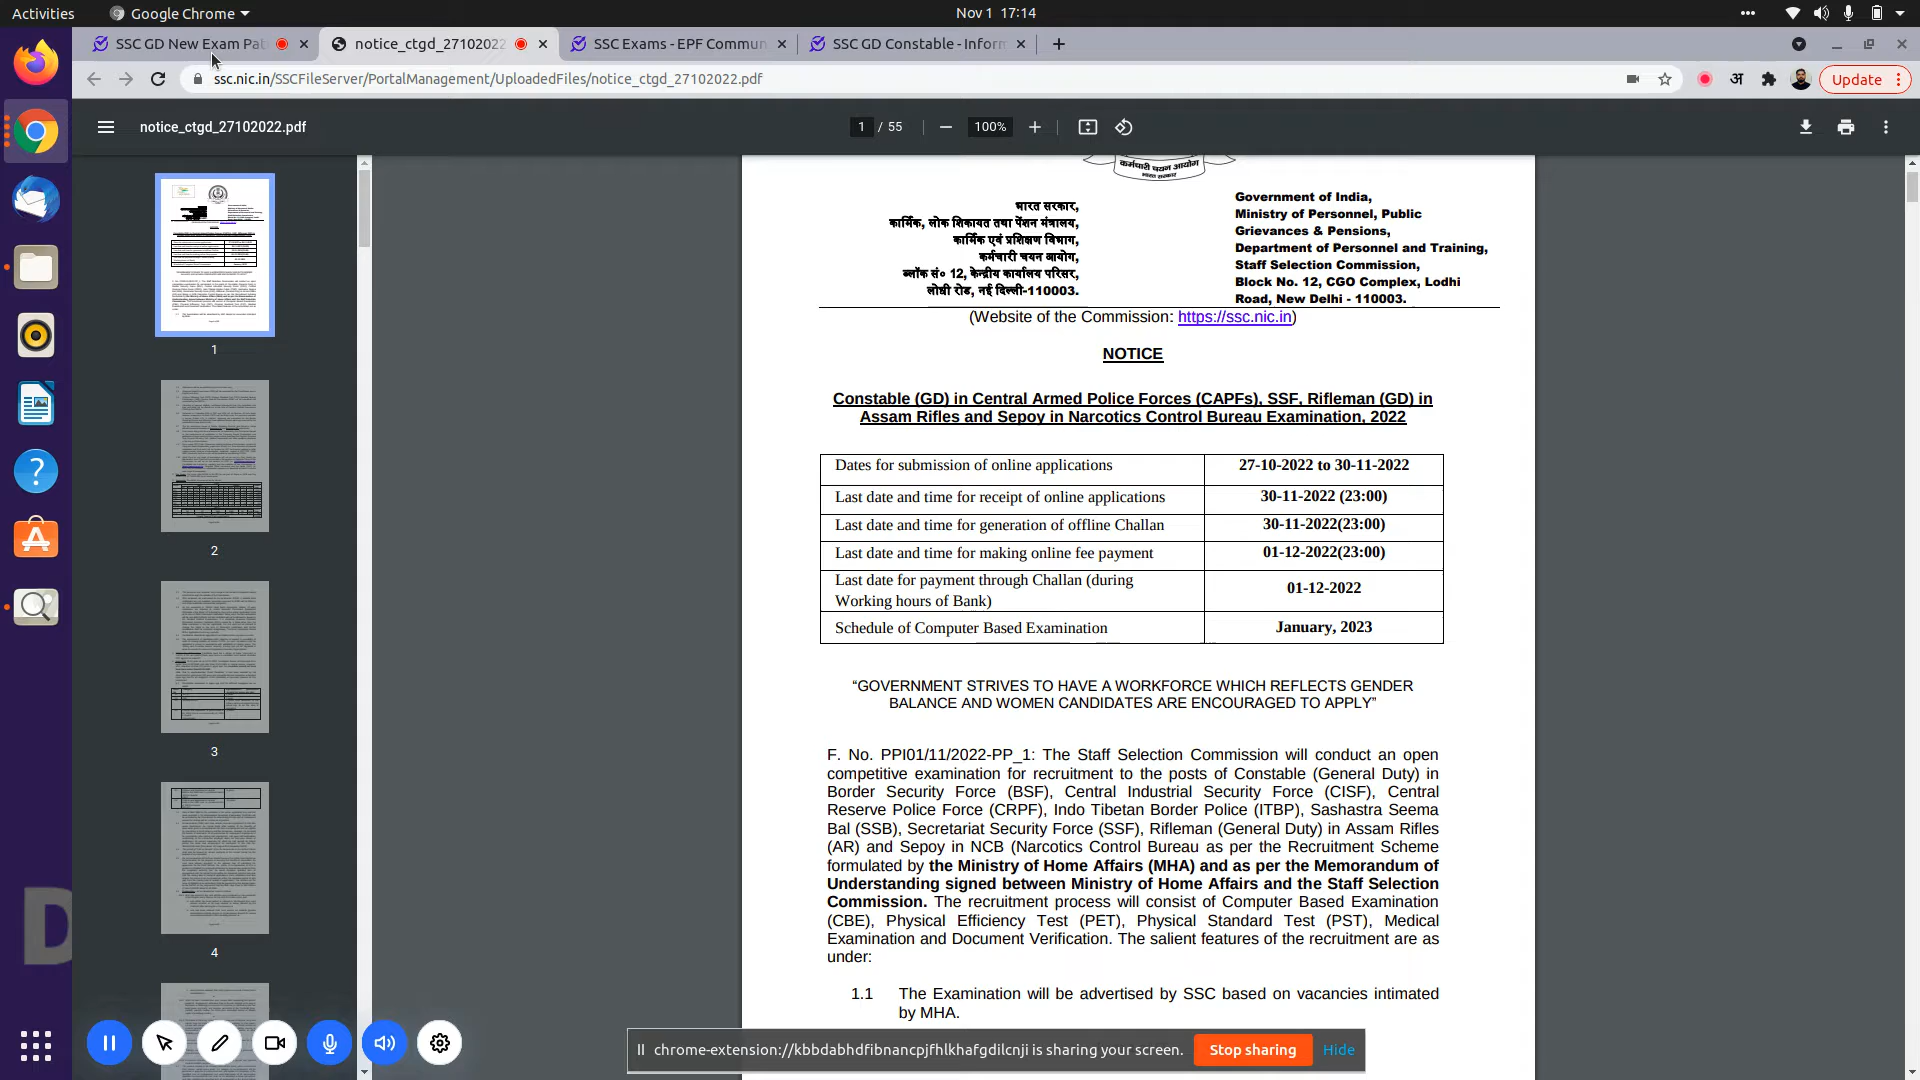 Activities
Google Chrome
Nov 1 17:14
SSC GD New Exam Pat
notice_ctgd_27102022
SSC Exams - EPF Commun
SSC GD Constable - Inform
ssc.nic.in/SSCFileServer/PortalManagement/UploadedFiles/notice_ctgd_27102022.pdf
अ
Update
notice_ctgd_27102022.pdf
1 / 55
100%
1
2
3
4
कर्मचारी चयन आयोग
भारत सरकार
भारत सरकार,
कार्मिक, लोक शिकायत तथा पेंशन मंत्रालय,
कार्मिक एवं प्रशिक्षण विभाग,
कर्मचारी चयन आयोग,
ब्लॉक सं० 12, केन्द्रीय कार्यालय परिसर,
लोधी रोड, नई दिल्ली-110003.
Government of India,
Ministry of Personnel, Public
Grievances & Pensions,
Department of Personnel and Training,
Staff Selection Commission,
Block No. 12, CGO Complex, Lodhi
Road, New Delhi - 110003.
(Website of the Commission: https://ssc.nic.in)
NOTICE
Constable (GD) in Central Armed Police Forces (CAPFs), SSF, Rifleman (GD) in
Assam Rifles and Sepoy in Narcotics Control Bureau Examination, 2022
Dates for submission of online applications 27-10-2022 to 30-11-2022
Last date and time for receipt of online applications 30-11-2022 (23:00)
Last date and time for generation of offline Challan 30-11-2022(23:00)
Last date and time for making online fee payment 01-12-2022(23:00)
Last date for payment through Challan (during
Working hours of Bank) 01-12-2022
Schedule of Computer Based Examination January, 2023
“GOVERNMENT STRIVES TO HAVE A WORKFORCE WHICH REFLECTS GENDER
BALANCE AND WOMEN CANDIDATES ARE ENCOURAGED TO APPLY”
F. No. PPI01/11/2022-PP_1: The Staff Selection Commission will conduct an open
competitive examination for recruitment to the posts of Constable (General Duty) in
Border Security Force (BSF), Central Industrial Security Force (CISF), Central
Reserve Police Force (CRPF), Indo Tibetan Border Police (ITBP), Sashastra Seema
Bal (SSB), Secretariat Security Force (SSF), Rifleman (General Duty) in Assam Rifles
(AR) and Sepoy in NCB (Narcotics Control Bureau as per the Recruitment Scheme
formulated by the Ministry of Home Affairs (MHA) and as per the Memorandum of
Understanding signed between Ministry of Home Affairs and the Staff Selection
Commission. The recruitment process will consist of Computer Based Examination
(CBE), Physical Efficiency Test (PET), Physical Standard Test (PST), Medical
Examination and Document Verification. The salient features of the recruitment are as
under:
1.1 The Examination will be advertised by SSC based on vacancies intimated
by MHA.
chrome-extension://kbbdabhdfibnancpjfhlkhafgdilcnji is sharing your screen.
Stop sharing
Hide